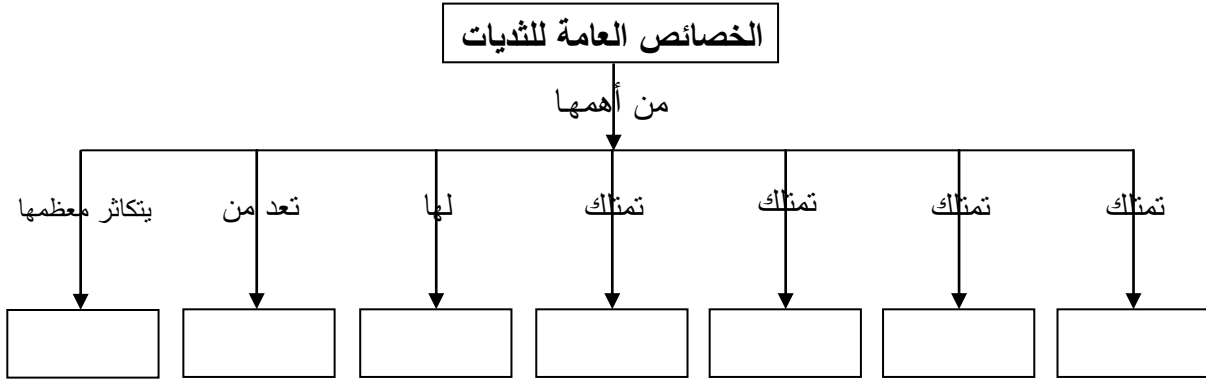 الخصائص العامة للثديات
من أهمها
تمتلك
تمتلك
تمتلك
تمتلك
لها
تعد من
يتكاثر معظمها